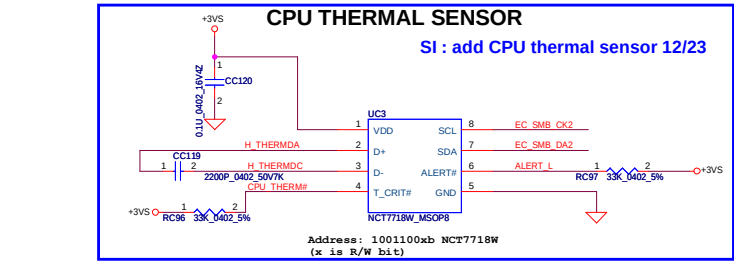 CPU THERMAL SENSOR
SI : add CPU thermal sensor 12/23
+3VS
1
CC120
2
0.1U_0402_16V4Z
UC3
1 VDD SCL 8 EC_SMB_CK2
H_THERMDA 2 D+ SDA 7 EC_SMB_DA2
CC119
1 2 H_THERMDC 3 D- ALERT# 6 ALERT_L 1 2 +3VS
2200P_0402_50V7K
RC97 33K_0402_5%
CPU_THERM# 4 T_CRIT# GND 5
+3VS 1 2
RC96 33K_0402_5%
NCT7718W_MSOP8
Address: 1001100xb NCT7718W
(x is R/W bit)